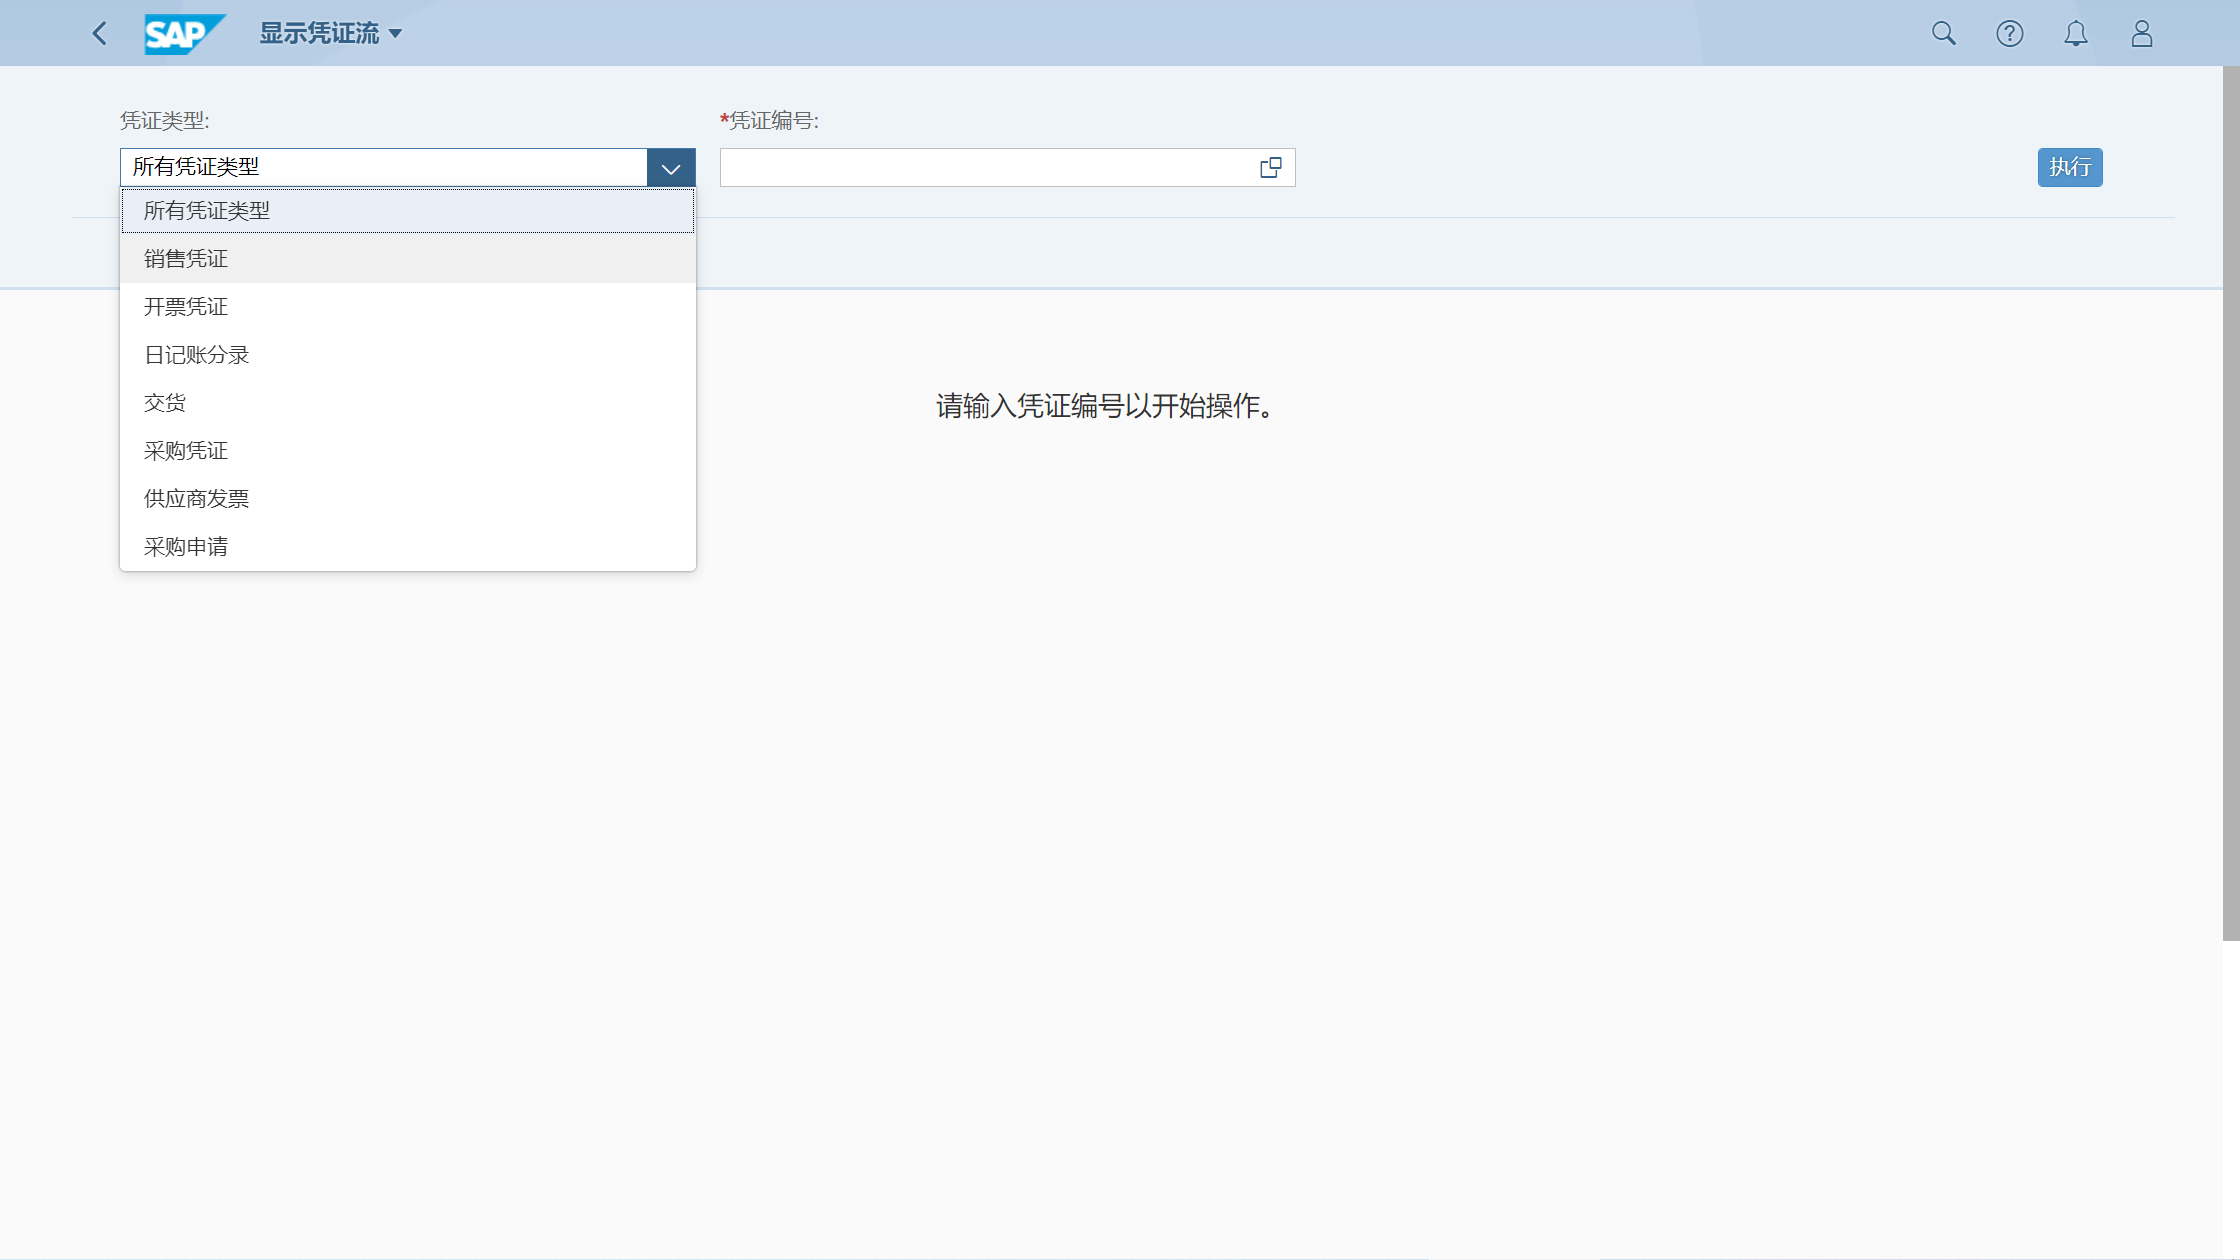 SAP 显示凭证流
凭证类型: *凭证编号:
所有凭证类型 执行
所有凭证类型
销售凭证
开票凭证
日记账分录
交货
采购凭证
供应商发票
采购申请
请输入凭证编号以开始操作。